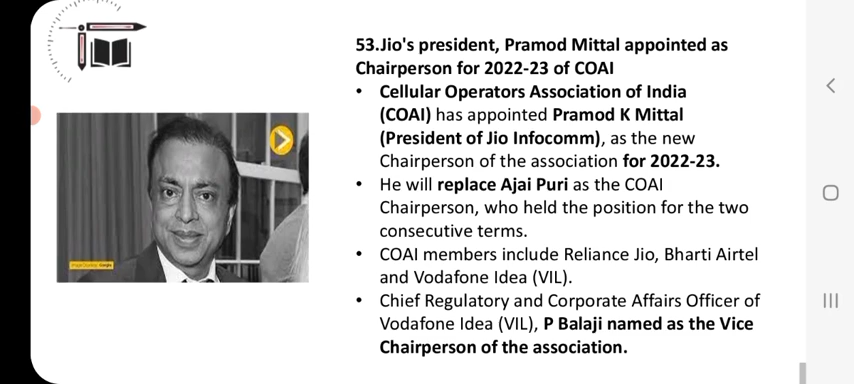 53.Jio's president, Pramod Mittal appointed as
Chairperson for 2022-23 of COAI
• Cellular Operators Association of India
(COAI) has appointed Pramod K Mittal
(President of Jio Infocomm), as the new
Chairperson of the association for 2022-23.
• He will replace Ajai Puri as the COAI
Chairperson, who held the position for the two
consecutive terms.
• COAI members include Reliance Jio, Bharti Airtel
and Vodafone Idea (VIL).
• Chief Regulatory and Corporate Affairs Officer of
Vodafone Idea (VIL), P Balaji named as the Vice
Chairperson of the association.